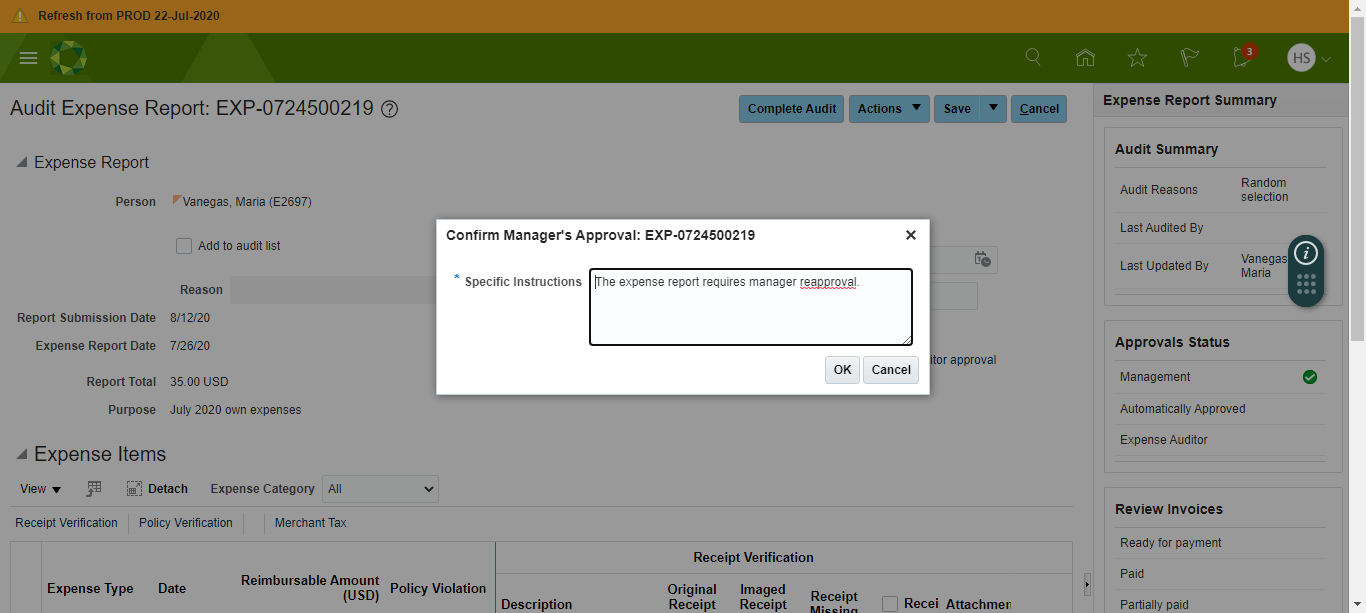 Refresh from PROD 22-Jul-2020
3
HS
Audit Expense Report: EXP-0724500219
Complete Audit
Actions
Save
Cancel
Expense Report
Person Vanegas, Maria (E2697)
Add to audit list
Reason
Report Submission Date 8/12/20
Expense Report Date 7/26/20
Report Total 35.00 USD
Purpose July 2020 own expenses
Confirm Manager's Approval: EXP-0724500219
* Specific Instructions The expense report requires manager reapproval.
OK
Cancel
itor approval
Expense Items
View
Detach
Expense Category All
Receipt Verification
Policy Verification
Merchant Tax
Receipt Verification
Expense Type
Date
Reimbursable Amount
(USD)
Policy Violation
Description
Original
Receipt
Imaged
Receipt
Receipt
Missing
Recei
Attachmen
Expense Report Summary
Audit Summary
Audit Reasons Random
selection
Last Audited By
Last Updated By Vanegas
Maria
i
Approvals Status
Management
Automatically Approved
Expense Auditor
Review Invoices
Ready for payment
Paid
Partially paid